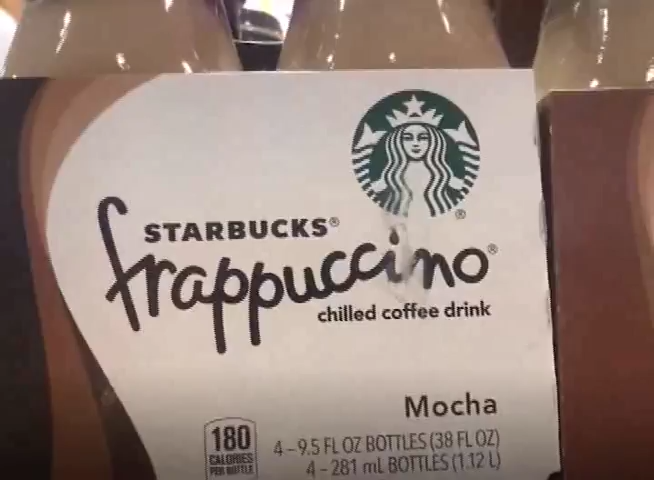 STARBUCKS®
frappuccino®
chilled coffee drink
Mocha
180
CALORIES
PER BOTTLE
4-9.5 FL OZ BOTTLES (38 FL OZ)
4-281 mL BOTTLES (1.12 L)